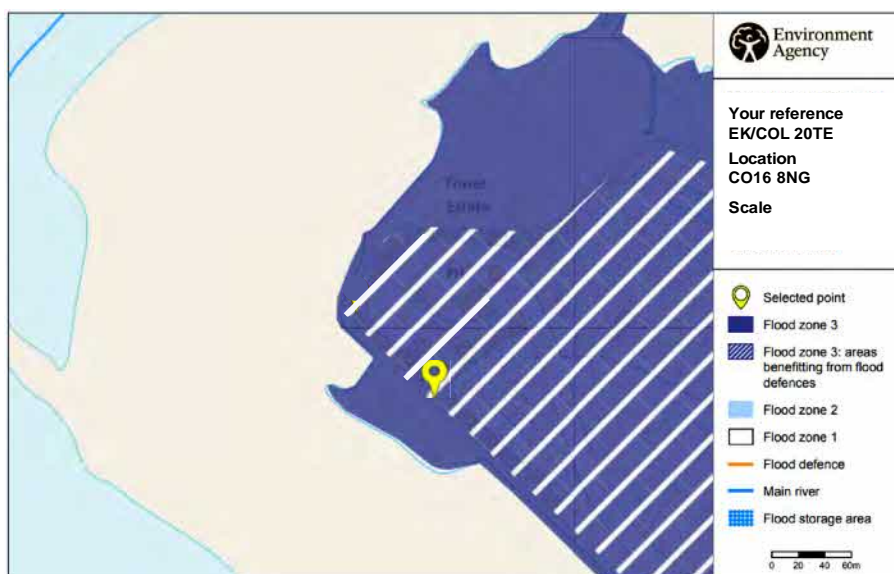 Environment
Agency
Your reference
EK/COL 20TE
Location
CO16 8NG
Scale
Tower
Estate
Selected point
Flood zone 3
Flood zone 3: areas
benefitting from flood
defences
Flood zone 2
Flood zone 1
Flood defence
Main river
Flood storage area
0 20 40 60m